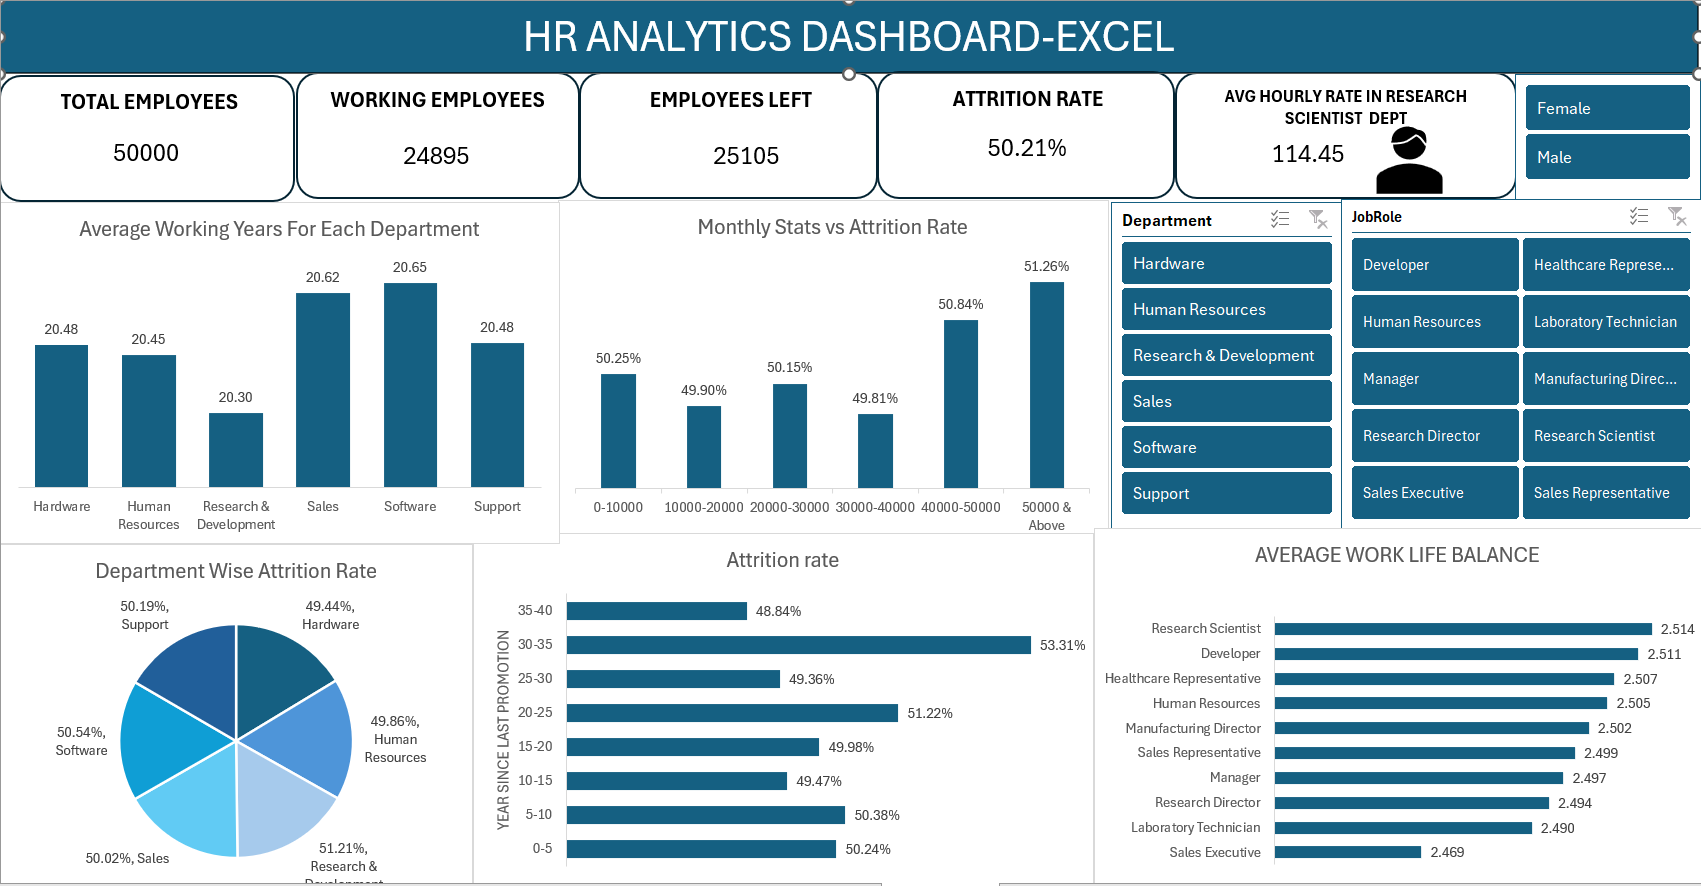 HR ANALYTICS DASHBOARD-EXCEL
TOTAL EMPLOYEES
50000
WORKING EMPLOYEES
24895
EMPLOYEES LEFT
25105
ATTRITION RATE
50.21%
AVG HOURLY RATE IN RESEARCH
SCIENTIST DEPT
114.45
Female
Male
Average Working Years For Each Department
20.48
20.45
20.30
20.62
20.65
20.48
Hardware
Human
Resources
Research &
Development
Sales
Software
Support
Monthly Stats vs Attrition Rate
50.25%
49.90%
50.15%
49.81%
50.84%
51.26%
0-10000
10000-20000
20000-30000
30000-40000
40000-50000
50000 &
Above
Department
Hardware
Human Resources
Research & Development
Sales
Software
Support
JobRole
Developer
Healthcare Represe...
Human Resources
Laboratory Technician
Manager
Manufacturing Direc...
Research Director
Research Scientist
Sales Executive
Sales Representative
Department Wise Attrition Rate
50.19%,
Support
49.44%,
Hardware
50.54%,
Software
49.86%,
Human
Resources
50.02%, Sales
51.21%,
Research &
Development
Attrition rate
YEAR SINCE LAST PROMOTION
35-40 48.84%
30-35 53.31%
25-30 49.36%
20-25 51.22%
15-20 49.98%
10-15 49.47%
5-10 50.38%
0-5 50.24%
AVERAGE WORK LIFE BALANCE
Research Scientist 2.514
Developer 2.511
Healthcare Representative 2.507
Human Resources 2.505
Manufacturing Director 2.502
Sales Representative 2.499
Manager 2.497
Research Director 2.494
Laboratory Technician 2.490
Sales Executive 2.469